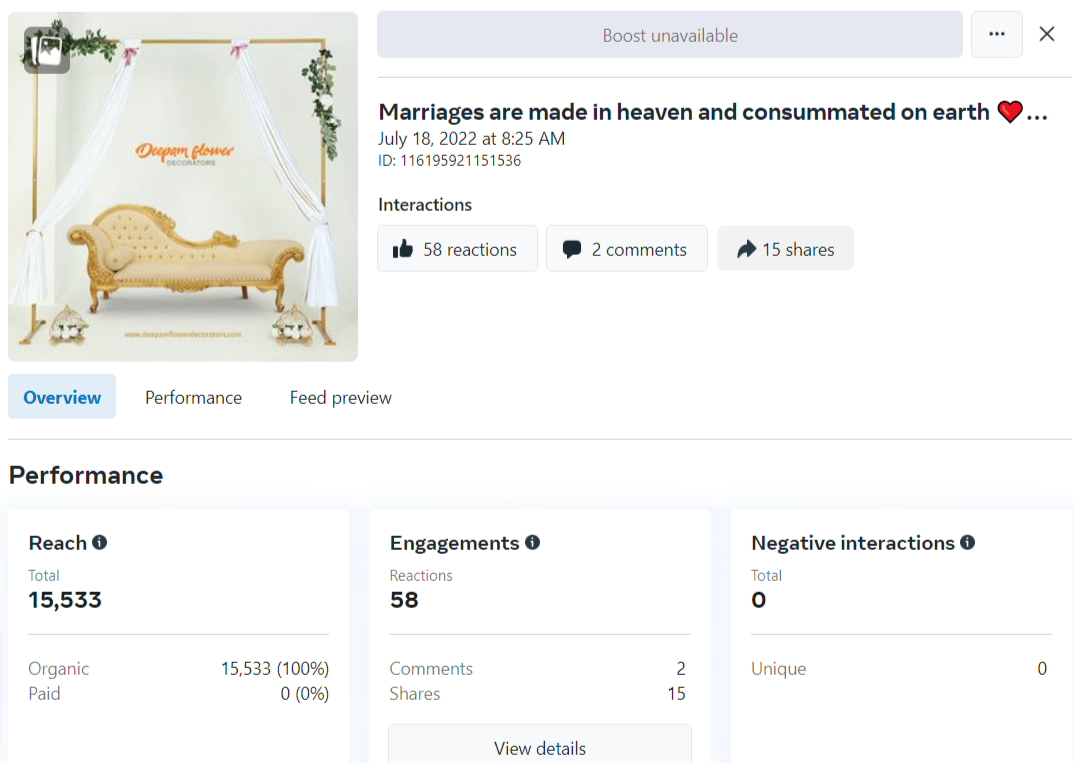 Deepam flower
DECORATORS
www.deepamflowerdecorators.com
Boost unavailable
Marriages are made in heaven and consummated on earth ❤️...
July 18, 2022 at 8:25 AM
ID: 116195921151536
Interactions
58 reactions
2 comments
15 shares
Overview
Performance
Feed preview
Performance
Reach
Total
15,533
Organic 15,533 (100%)
Paid 0 (0%)
Engagements
Reactions
58
Comments 2
Shares 15
View details
Negative interactions
Total
0
Unique 0